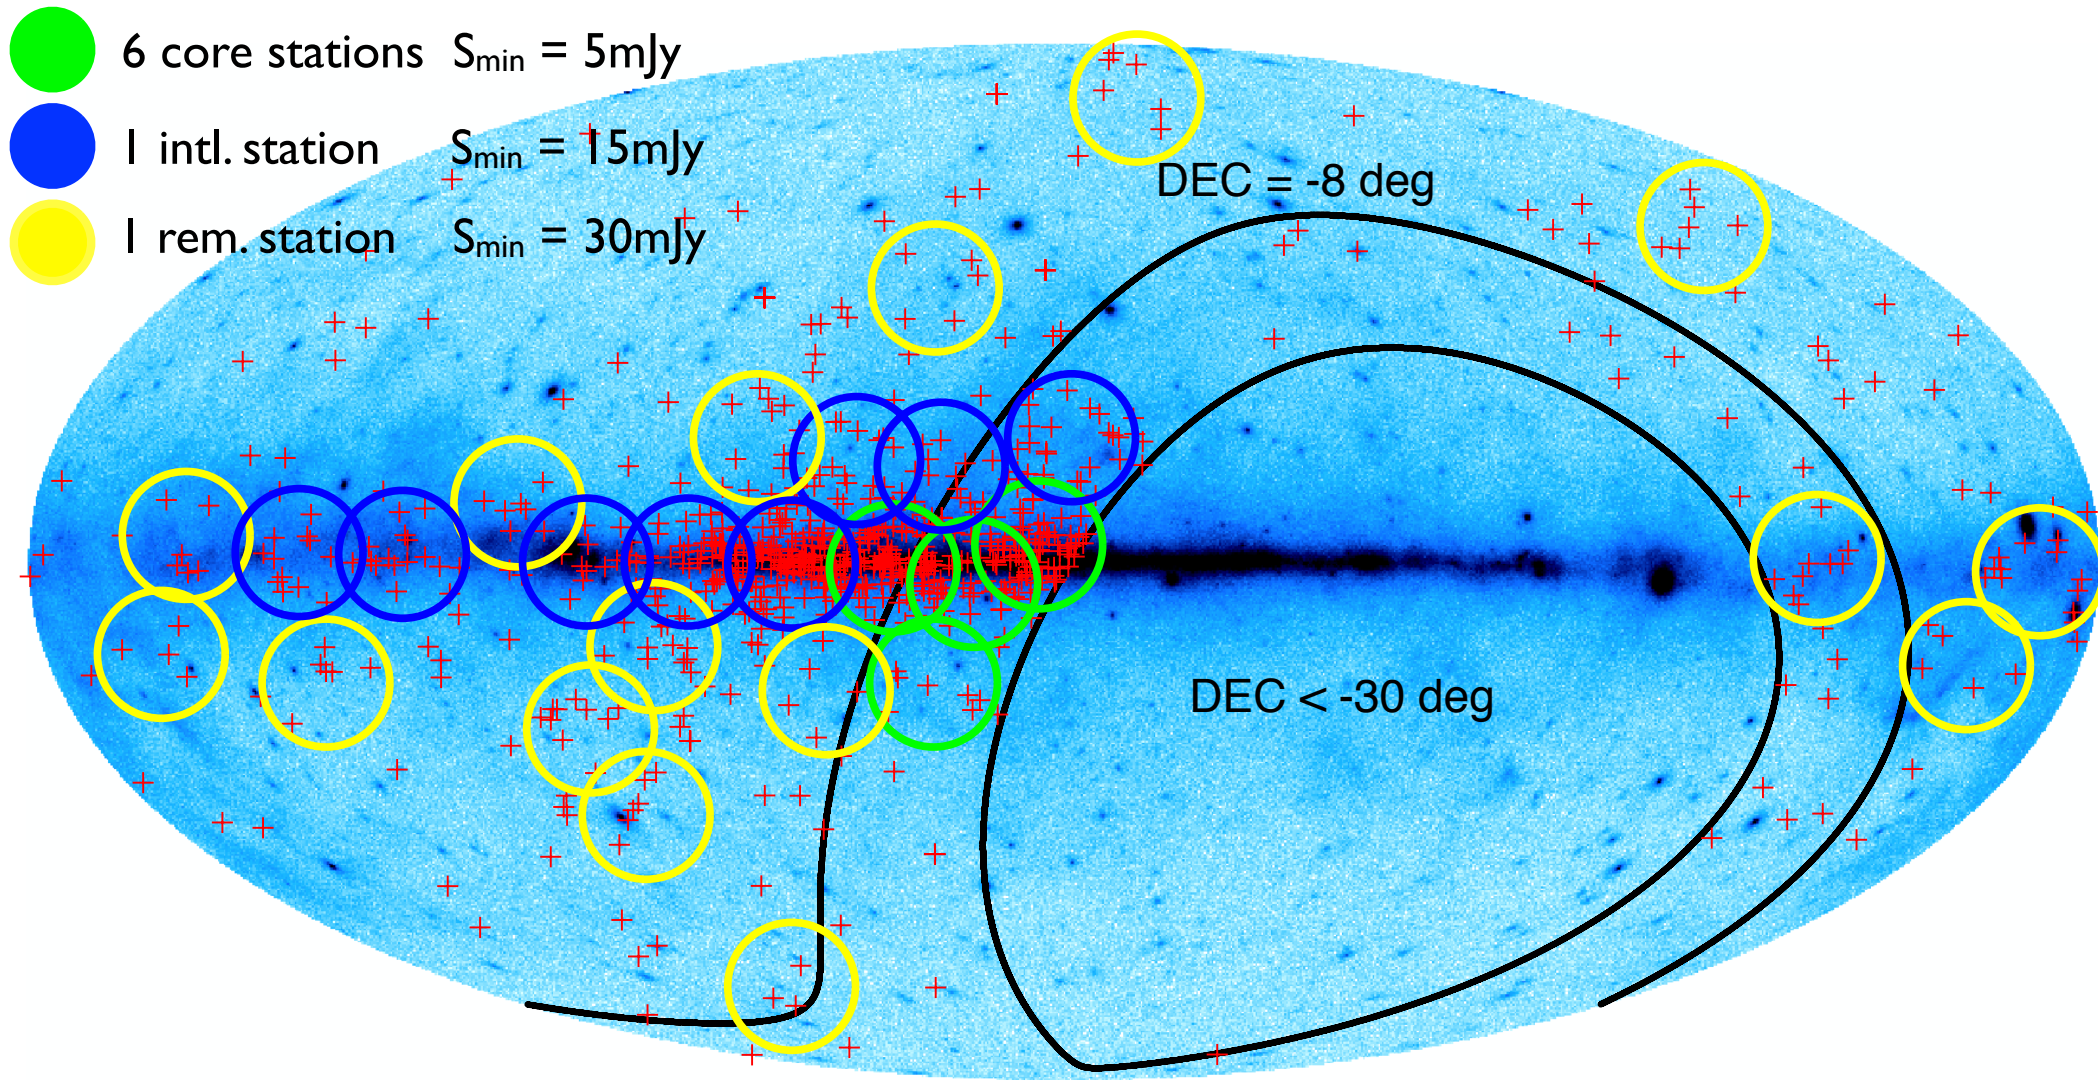 6 core stations Smin = 5mJy
1 intl. station Smin = 15mJy
1 rem. station Smin = 30mJy
DEC = -8 deg
DEC < -30 deg